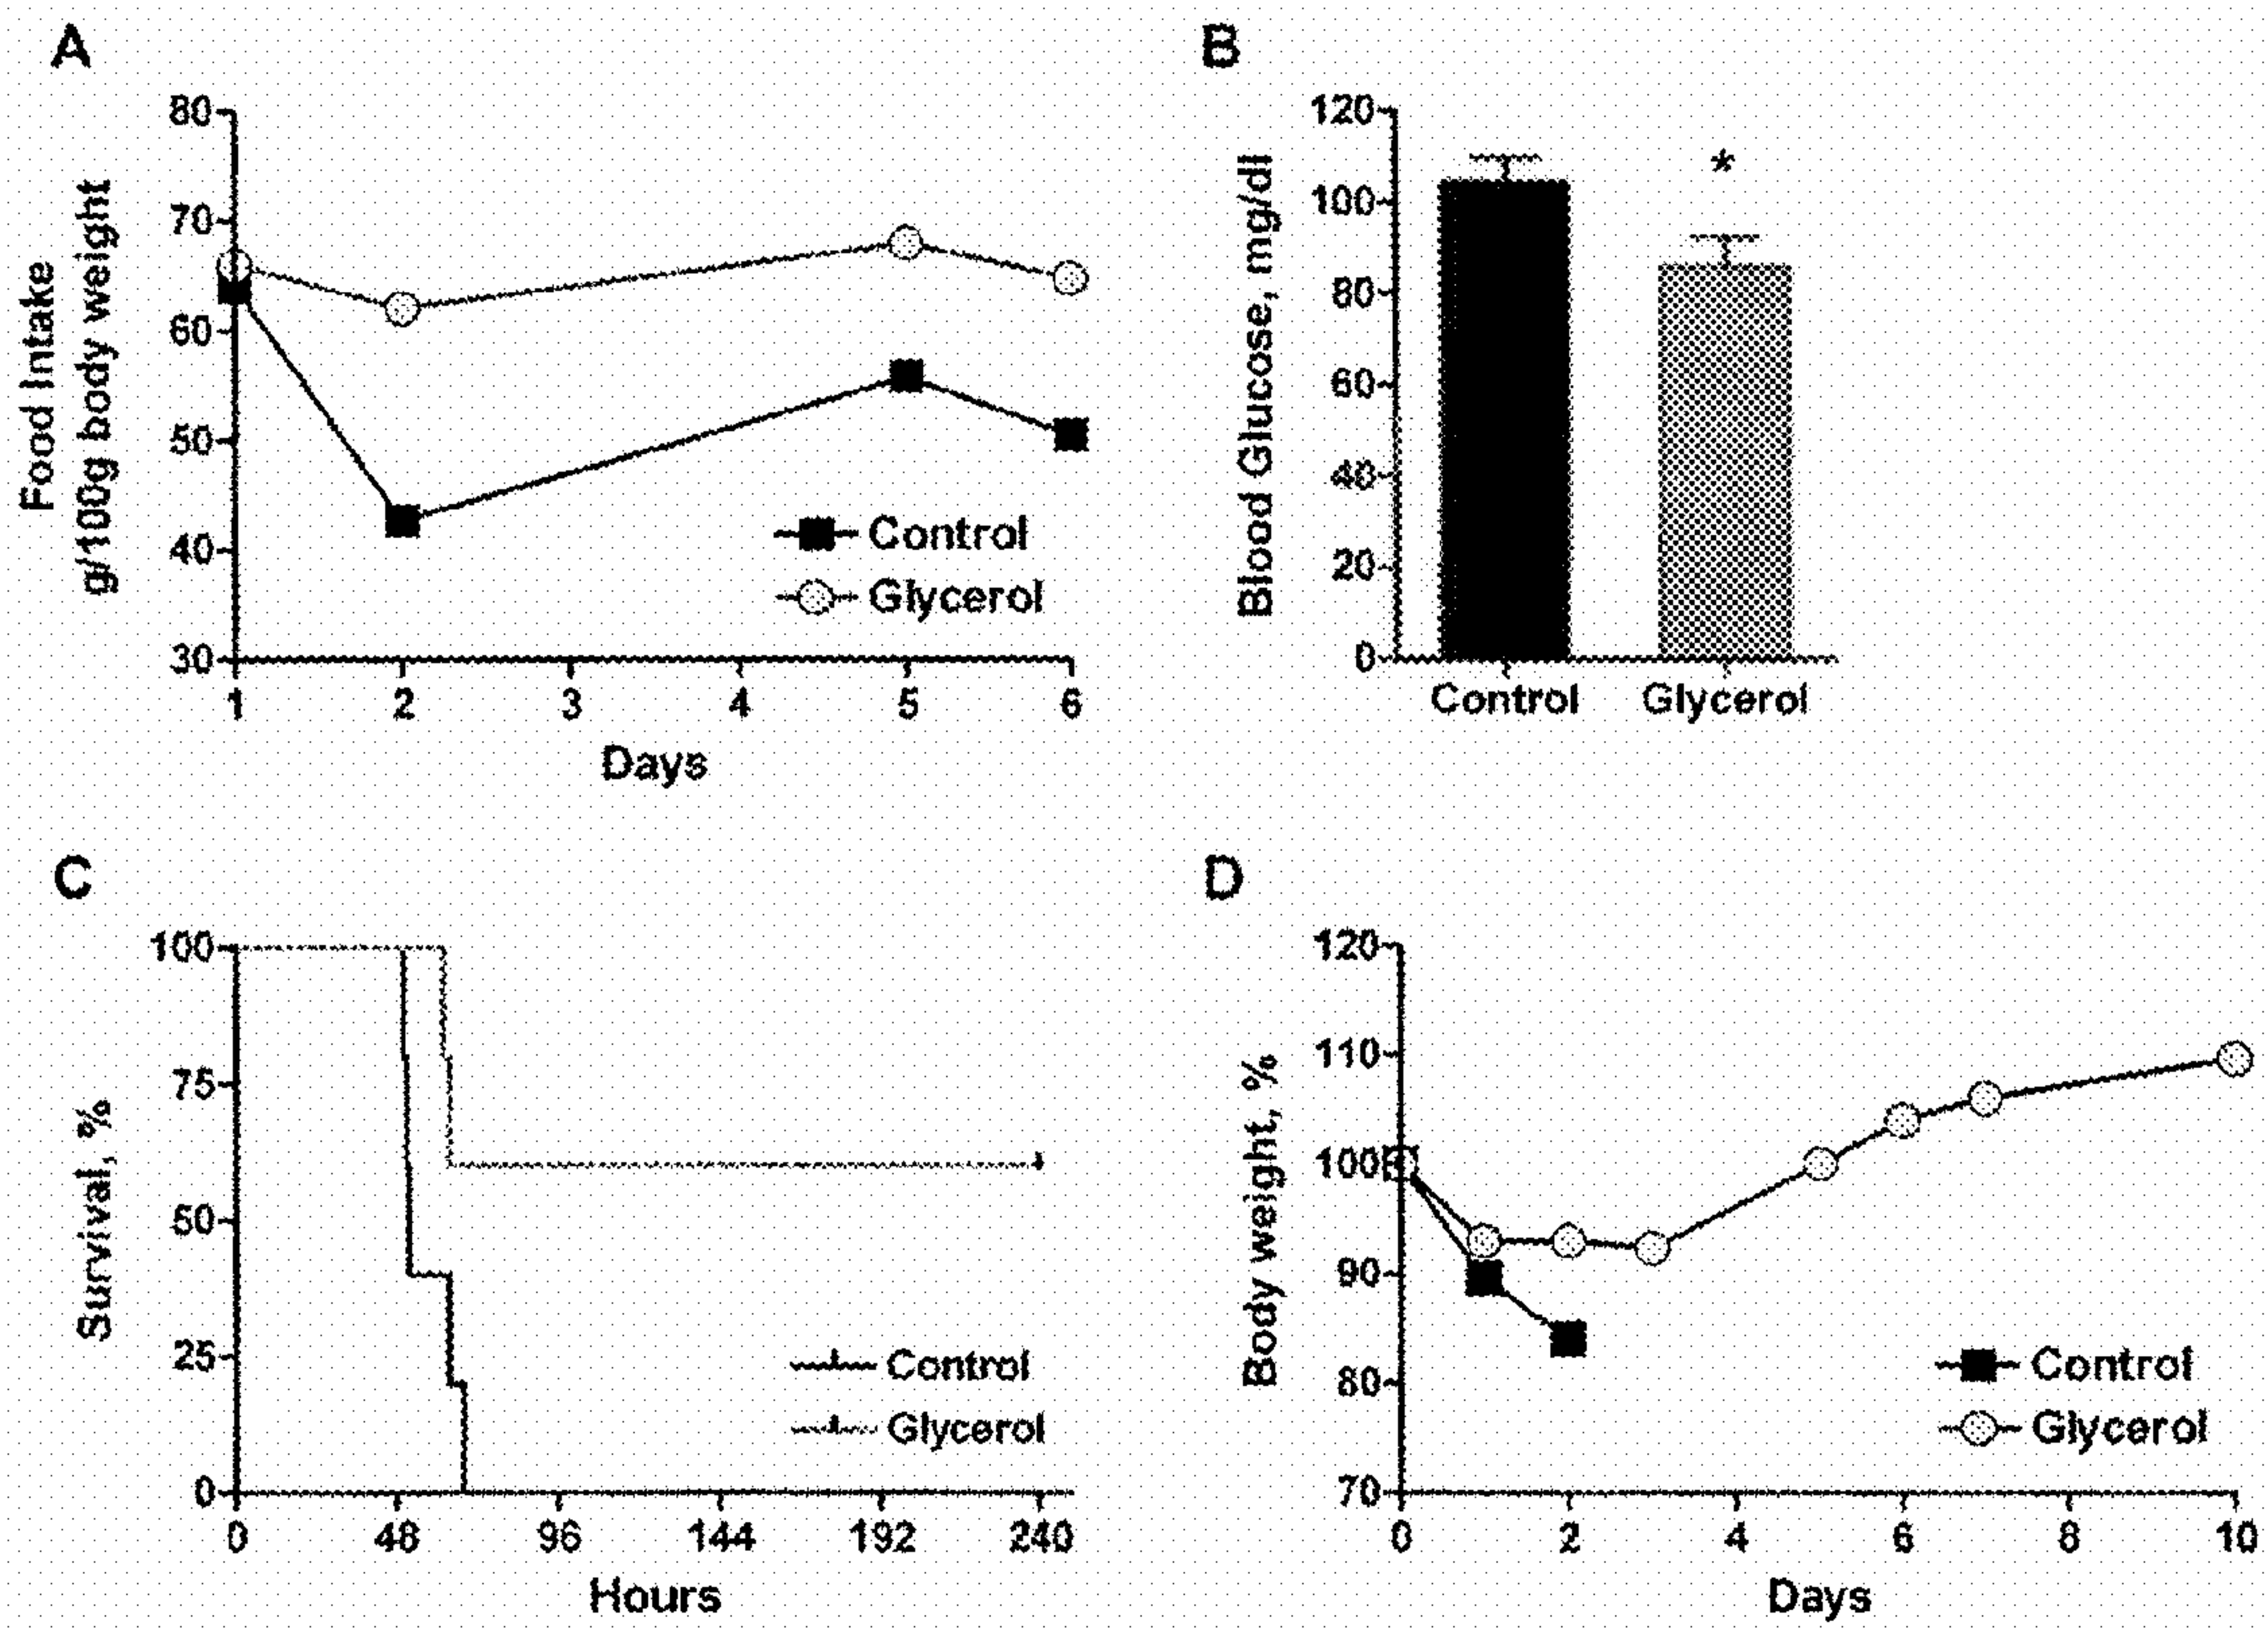 A
Food Intake
g/100g body weight
80
70
60
50
40
30
1 2 3 4 5 6
Days
Control
Glycerol
B
Blood Glucose, mg/dl
120
100
80
60
40
20
0
*
Control Glycerol
C
Survival, %
100
75
50
25
0
0 48 96 144 192 240
Hours
Control
Glycerol
D
Body weight, %
120
110
100
90
80
70
0 2 4 6 8 10
Days
Control
Glycerol